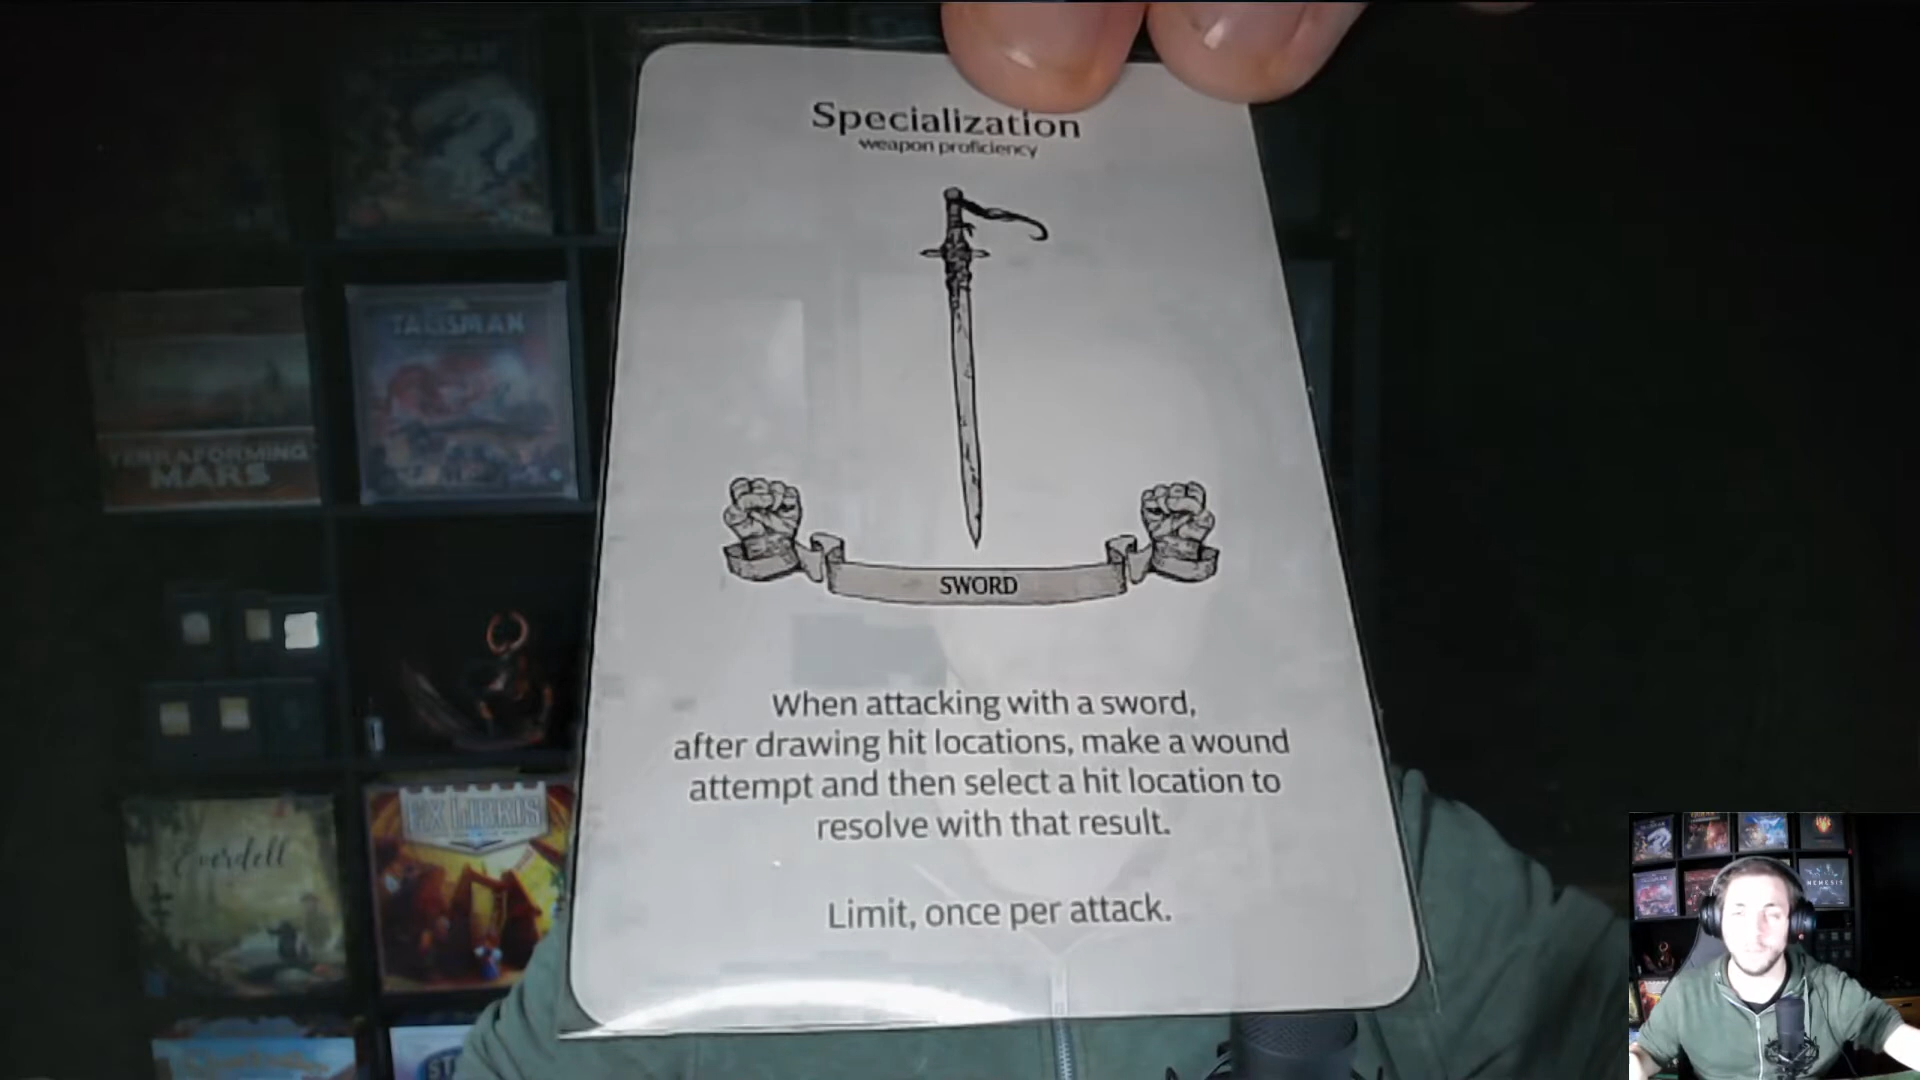 Specialization
weapon proficiency
SWORD
When attacking with a sword,
after drawing hit locations, make a wound
attempt and then select a hit location to
resolve with that result.
Limit, once per attack.
TALISMAN
TERRAFORMING
MARS
EX LIBRIS
Everdell
NEMESIS